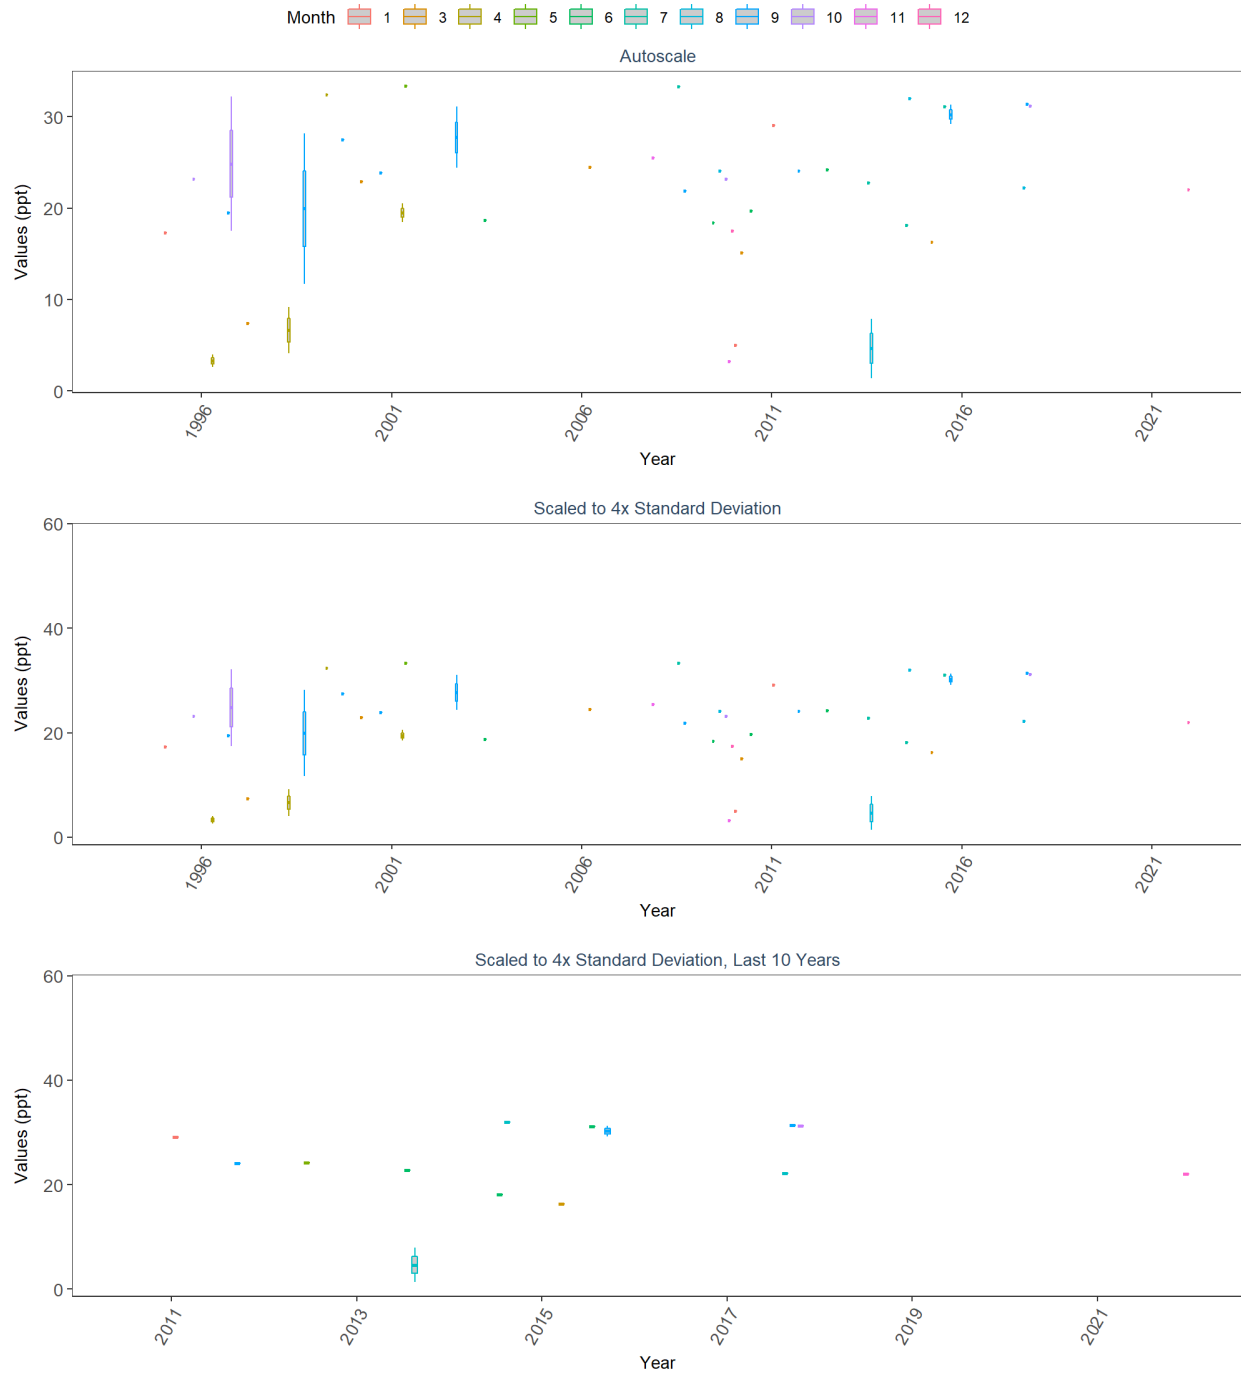 Month 1 3 4 5 6 7 8 9 10 11 12
Autoscale
Values (ppt)
30
20
10
0
1996 2001 2006 2011 2016 2021
Year
Scaled to 4x Standard Deviation
Values (ppt)
60
40
20
0
1996 2001 2006 2011 2016 2021
Year
Scaled to 4x Standard Deviation, Last 10 Years
Values (ppt)
60
40
20
0
2011 2013 2015 2017 2019 2021
Year